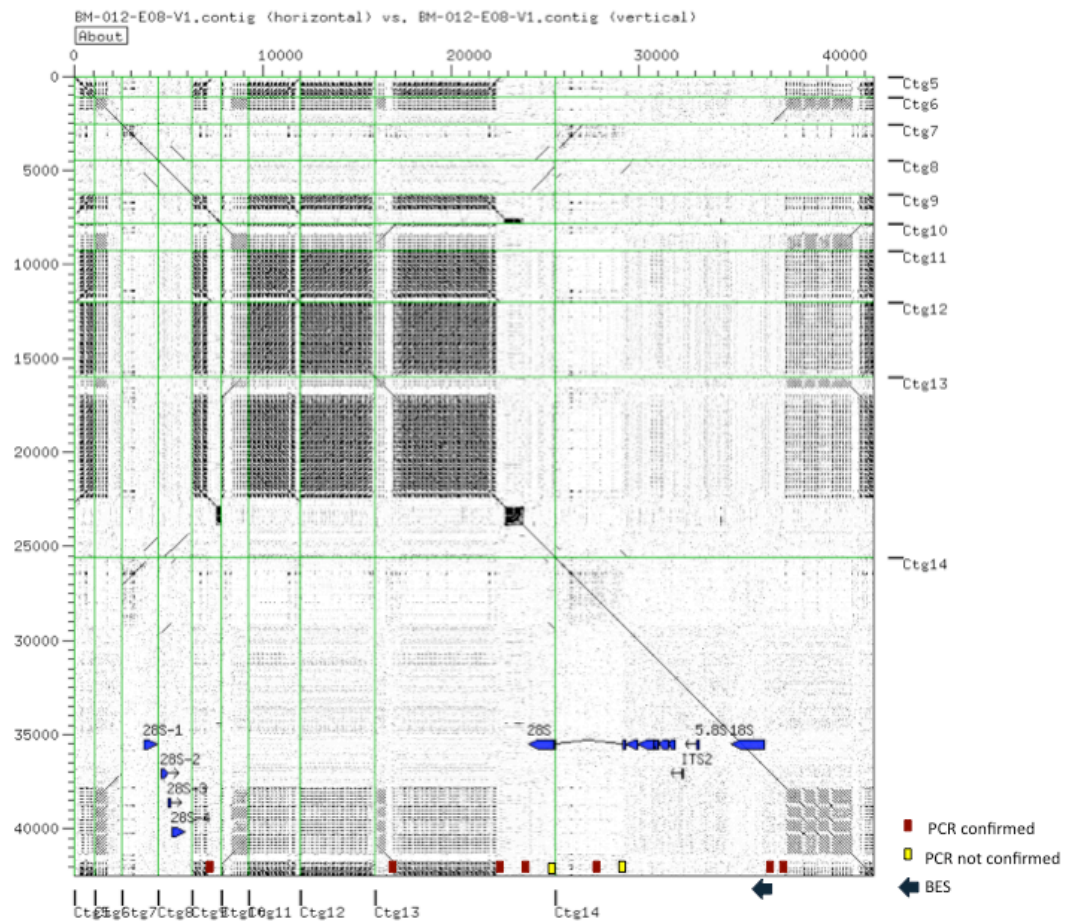 BM-012-E08-V1.contig (horizontal) vs. BM-012-E08-V1.contig (vertical)
About
0 10000 20000 30000 40000
0
Ctg5
Ctg6
Ctg7
Ctg8
5000
Ctg9
Ctg10
Ctg11
10000
Ctg12
15000
Ctg13
20000
25000
Ctg14
30000
28S-1 28S 5.8S18S
35000
28S-2 ITS2
28S-3
28S-4
40000
PCR confirmed
PCR not confirmed
BES
Ctg8 Ctg11 Ctg12 Ctg13 Ctg14